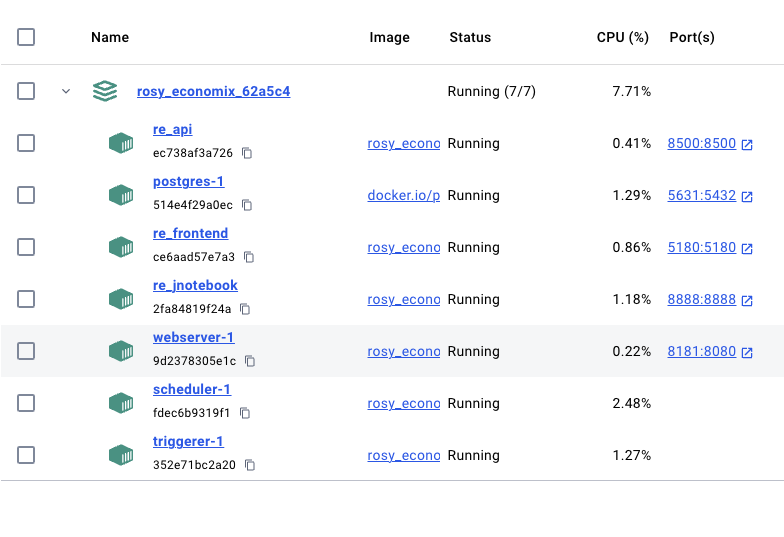 Name Image Status CPU (%) Port(s)
rosy_economix_62a5c4 Running (7/7) 7.71%
re_api
ec738af3a726 rosy_econo Running 0.41% 8500:8500
postgres-1
514e4f29a0ec docker.io/p Running 1.29% 5631:5432
re_frontend
ce6aad57e7a3 rosy_econo Running 0.86% 5180:5180
re_jnotebook
2fa84819f24a rosy_econo Running 1.18% 8888:8888
webserver-1
9d2378305e1c rosy_econo Running 0.22% 8181:8080
scheduler-1
fdec6b9319f1 rosy_econo Running 2.48%
triggerer-1
352e71bc2a20 rosy_econo Running 1.27%